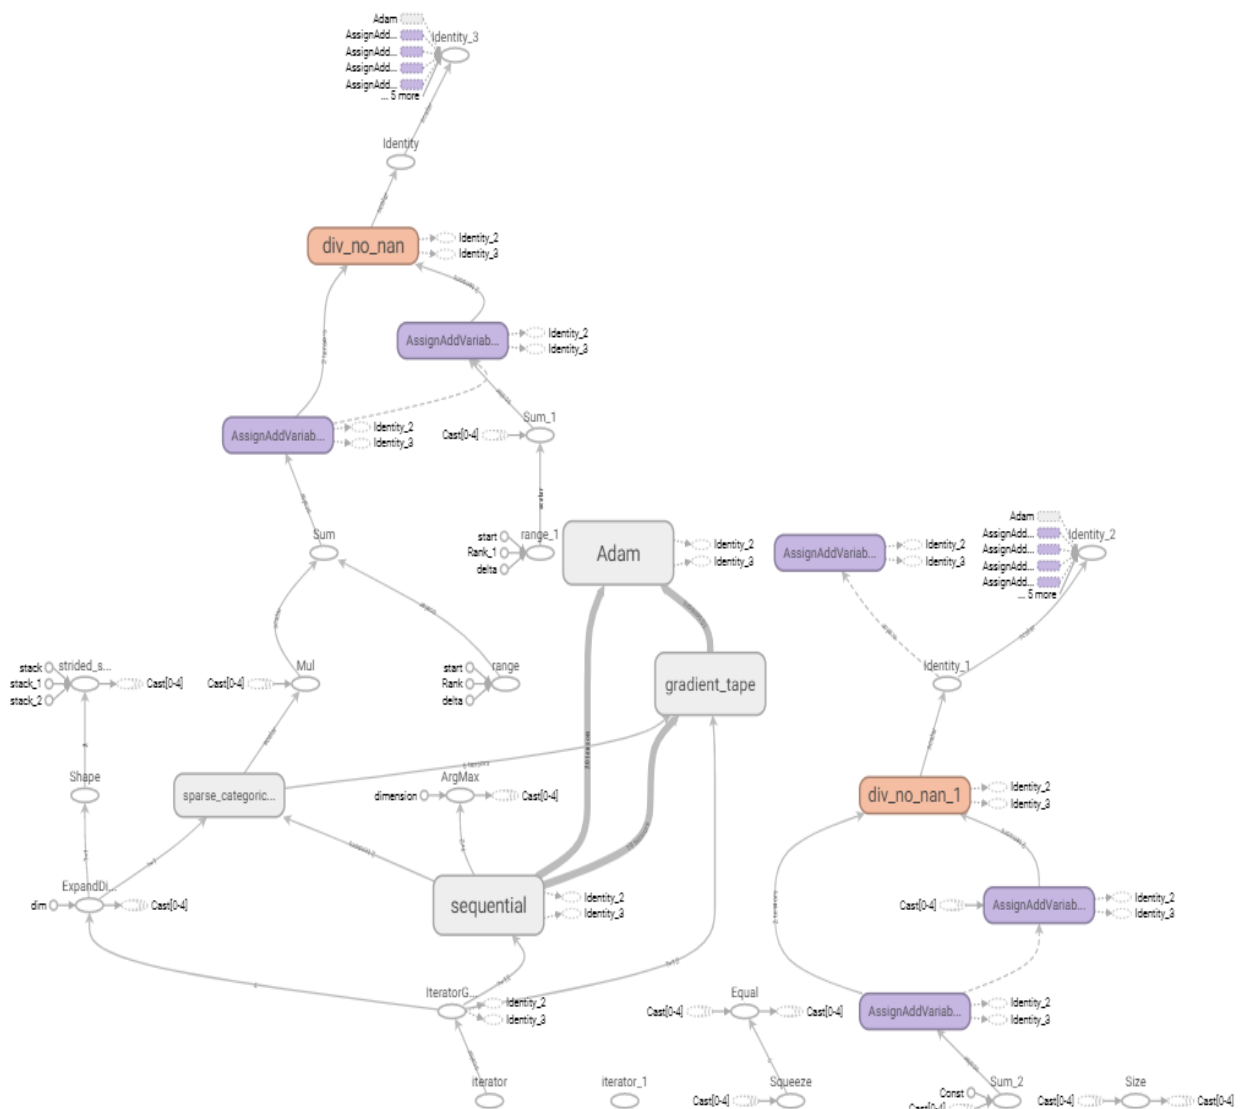 Adam
AssignAdd...
Identity_3
AssignAdd...
AssignAdd...
AssignAdd...
... 5 more
Identity
div_no_nan
Identity_2
Identity_3
AssignAddVariab...
Identity_2
Identity_3
AssignAddVariab...
Identity_2
Identity_3
Sum_1
Cast[0-4]
Sum
start
range_1
Rank_1
delta
Adam
Identity_2
Identity_3
AssignAddVariab...
Identity_2
Identity_3
Adam
AssignAdd...
Identity_2
AssignAdd...
AssignAdd...
AssignAdd...
... 5 more
stack
strided_s...
stack_1
Cast[0-4]
stack_2
Mul
Cast[0-4]
start
range
Rank
delta
gradient_tape
Identity_1
Shape
sparse_categoric...
ArgMax
dimension
Cast[0-4]
div_no_nan_1
Identity_2
Identity_3
ExpandDi...
dim
Cast[0-4]
sequential
Identity_2
Identity_3
Cast[0-4]
AssignAddVariab...
Identity_2
Identity_3
IteratorG...
Identity_2
Identity_3
Equal
Cast[0-4]
Cast[0-4]
AssignAddVariab...
Identity_2
Identity_3
iterator
iterator_1
Squeeze
Cast[0-4]
Const
Sum_2
Cast[0-4]
Size
Cast[0-4]
Cast[0-4]